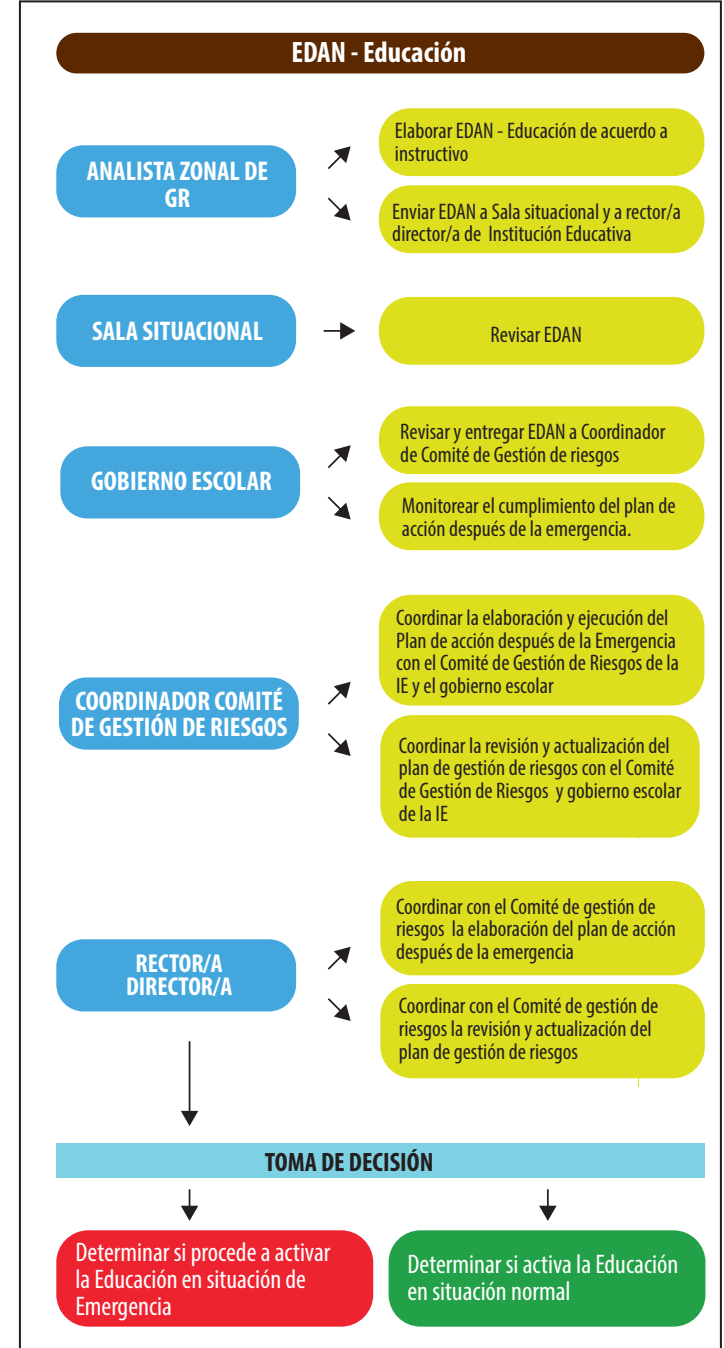 EDAN - Educación
ANALISTA ZONAL DE
GR
Elaborar EDAN - Educación de acuerdo a
instructivo
Enviar EDAN a Sala situacional y a rector/a
director/a de Institución Educativa
SALA SITUACIONAL
Revisar EDAN
GOBIERNO ESCOLAR
Revisar y entregar EDAN a Coordinador
de Comité de Gestión de riesgos
Monitorear el cumplimiento del plan de
acción después de la emergencia.
COORDINADOR COMITÉ
DE GESTIÓN DE RIESGOS
Coordinar la elaboración y ejecución del
Plan de acción después de la Emergencia
con el Comité de Gestión de Riesgos de la
IE y el gobierno escolar
Coordinar la revisión y actualización del
plan de gestión de riesgos con el Comité
de Gestión de Riesgos y gobierno escolar
de la IE
RECTOR/A
DIRECTOR/A
Coordinar con el Comité de gestión de
riesgos la elaboración del plan de acción
después de la emergencia
Coordinar con el Comité de gestión de
riesgos la revisión y actualización del
plan de gestión de riesgos
TOMA DE DECISIÓN
Determinar si procede a activar
la Educación en situación de
Emergencia
Determinar si activa la Educación
en situación normal